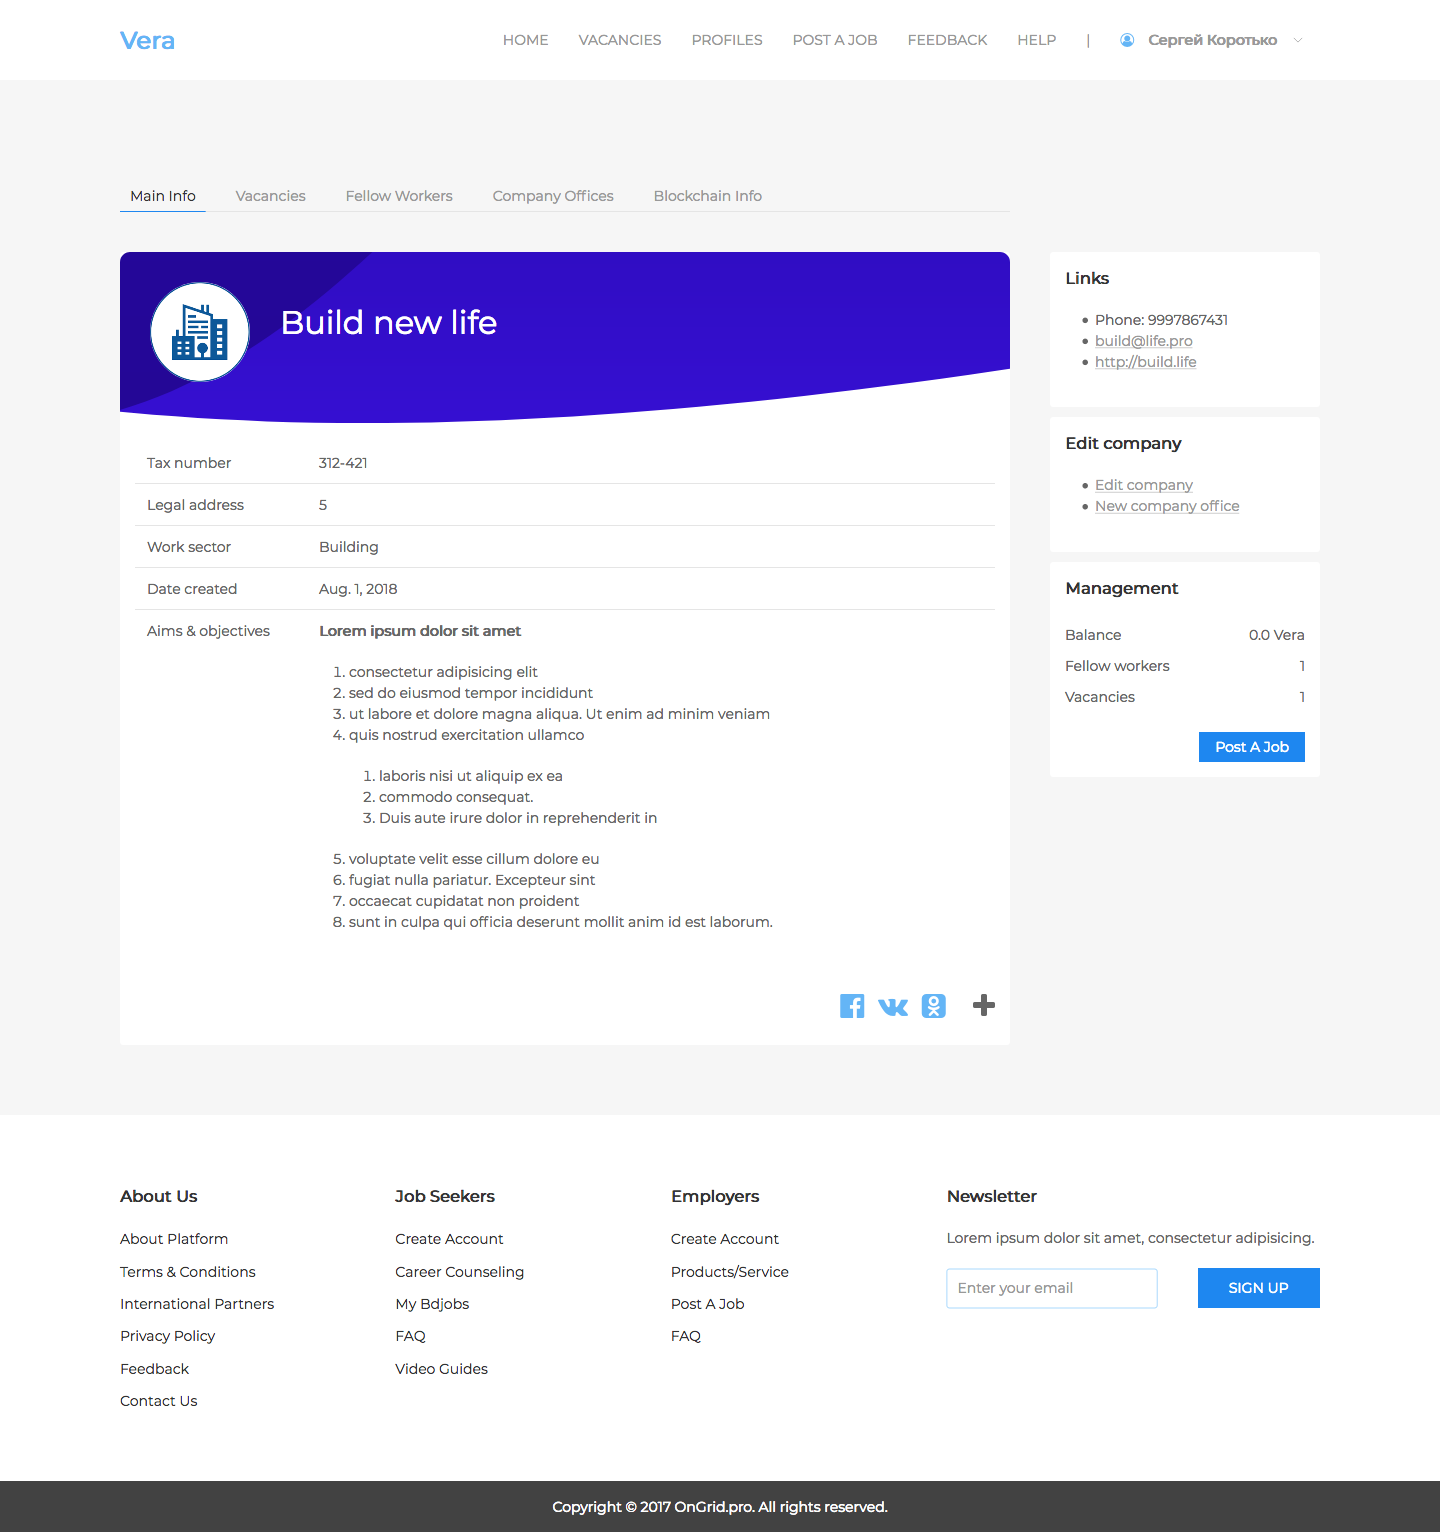 Vera
HOME VACANCIES PROFILES POST A JOB FEEDBACK HELP | Сергей Коротько
Main Info Vacancies Fellow Workers Company Offices Blockchain Info
Build new life
Tax number 312-421
Legal address 5
Work sector Building
Date created Aug. 1, 2018
Aims & objectives Lorem ipsum dolor sit amet
1. consectetur adipisicing elit
2. sed do eiusmod tempor incididunt
3. ut labore et dolore magna aliqua. Ut enim ad minim veniam
4. quis nostrud exercitation ullamco
1. laboris nisi ut aliquip ex ea
2. commodo consequat.
3. Duis aute irure dolor in reprehenderit in
5. voluptate velit esse cillum dolore eu
6. fugiat nulla pariatur. Excepteur sint
7. occaecat cupidatat non proident
8. sunt in culpa qui officia deserunt mollit anim id est laborum.
Links
• Phone: 9997867431
• build@life.pro
• http://build.life
Edit company
• Edit company
• New company office
Management
Balance 0.0 Vera
Fellow workers 1
Vacancies 1
Post A Job
About Us
About Platform
Terms & Conditions
International Partners
Privacy Policy
Feedback
Contact Us
Job Seekers
Create Account
Career Counseling
My Bdjobs
FAQ
Video Guides
Employers
Create Account
Products/Service
Post A Job
FAQ
Newsletter
Lorem ipsum dolor sit amet, consectetur adipisicing.
Enter your email SIGN UP
Copyright © 2017 OnGrid.pro. All rights reserved.